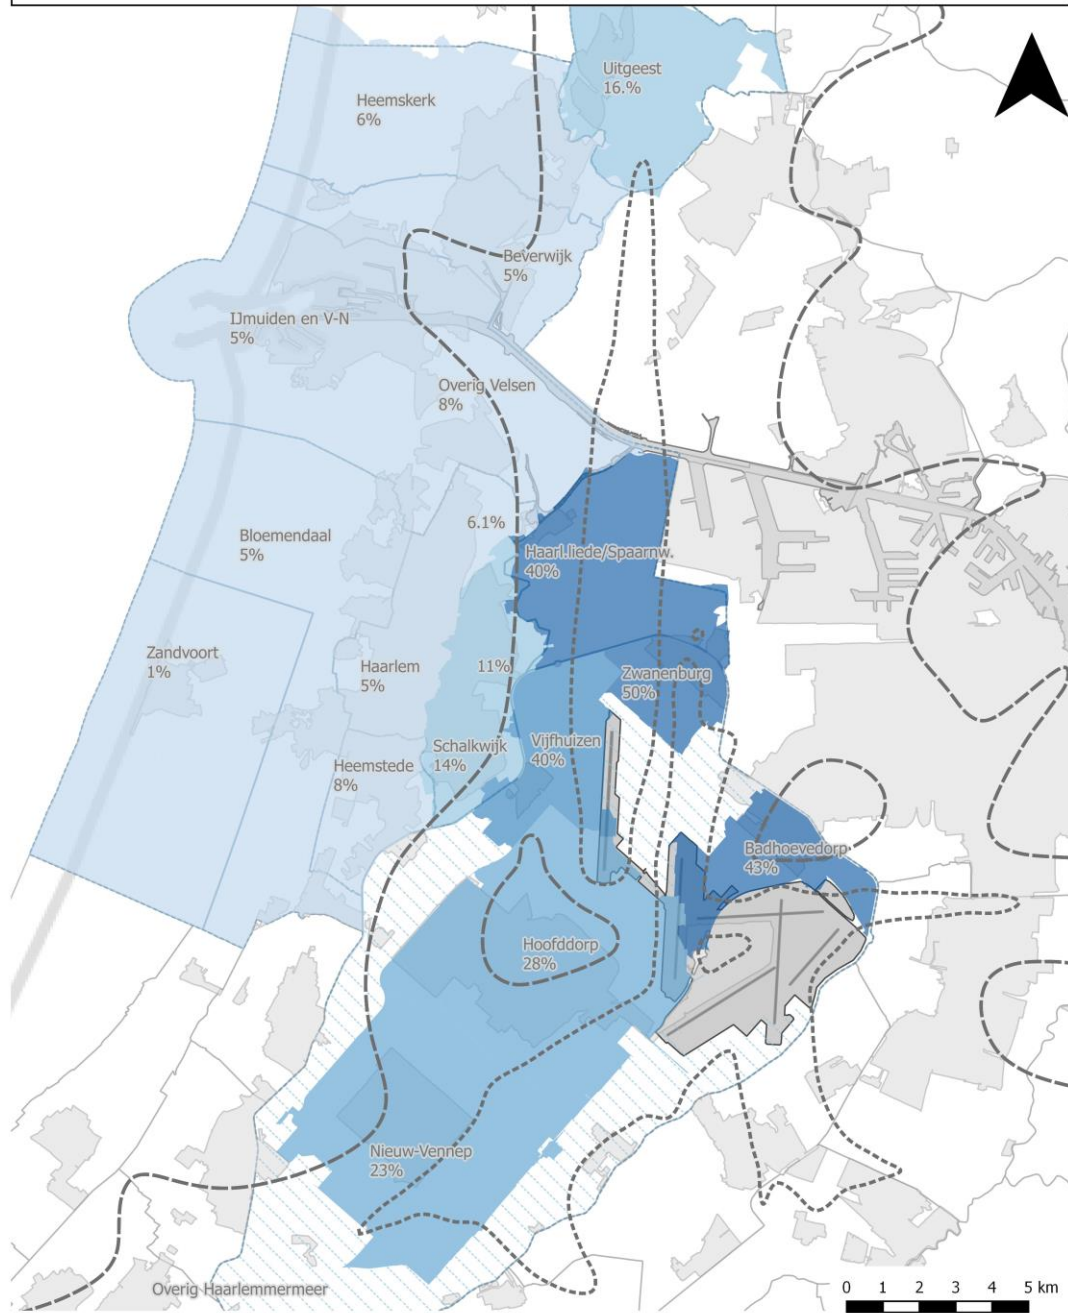 Uitgeest
16.%
Heemskerk
6%
Beverwijk
5%
IJmuiden en V-N
5%
Overig Velsen
8%
6.1%
Bloemendaal
5%
Haarl.liede/Spaarnw.
40%
Zandvoort
1%
Haarlem
5%
11%
Zwanenburg
50%
Schalkwijk
14%
Vijfhuizen
40%
Heemstede
8%
Badhoevedorp
43%
Hoofddorp
28%
Nieuw-Vennep
23%
Overig Haarlemmermeer
0 1 2 3 4 5 km